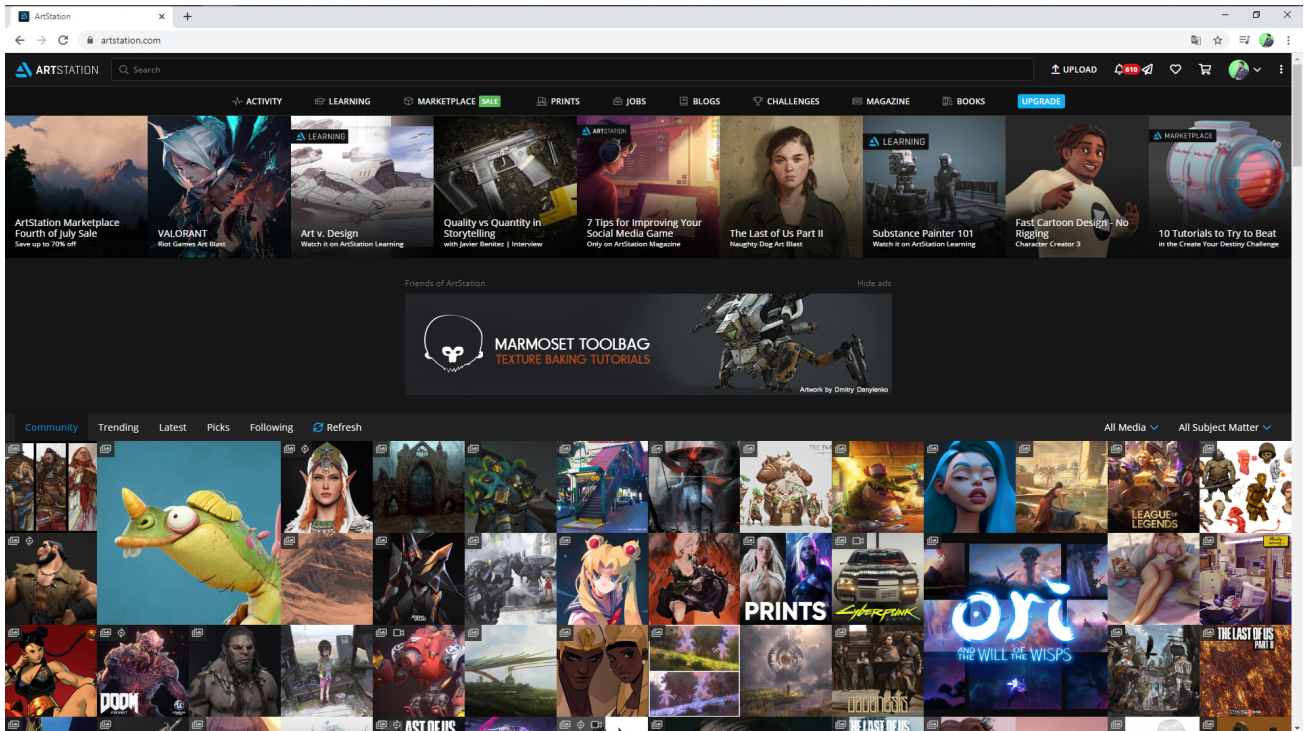 ArtStation
artstation.com
ARTSTATION
Search
UPLOAD
610
ACTIVITY
LEARNING
MARKETPLACE SALE
PRINTS
JOBS
BLOGS
CHALLENGES
MAGAZINE
BOOKS
UPGRADE
ArtStation Marketplace
Fourth of July Sale
Save up to 70% off
VALORANT
Riot Games Art Blast
LEARNING
Art v. Design
Watch it on ArtStation Learning
Quality vs Quantity in
Storytelling
with Javier Benitez | Interview
ARTSTATION
7 Tips for Improving Your
Social Media Game
Only on ArtStation Magazine
The Last of Us Part II
Naughty Dog Art Blast
LEARNING
Substance Painter 101
Watch it on ArtStation Learning
Fast Cartoon Design - No
Rigging
Character Creator 3
MARKETPLACE
10 Tutorials to Try to Beat
in the Create Your Destiny Challenge
Friends of ArtStation
Hide ads
MARMOSET TOOLBAG
TEXTURE BAKING TUTORIALS
Artwork by Dmitry Danylenko
Community
Trending
Latest
Picks
Following
Refresh
All Media
All Subject Matter
LEAGUE OF
LEGENDS
PRINTS
Cyberpunk
ori
AND THE WILL OF THE WISPS
DOOM
THE LAST OF US
PART II
THE LAST OF US